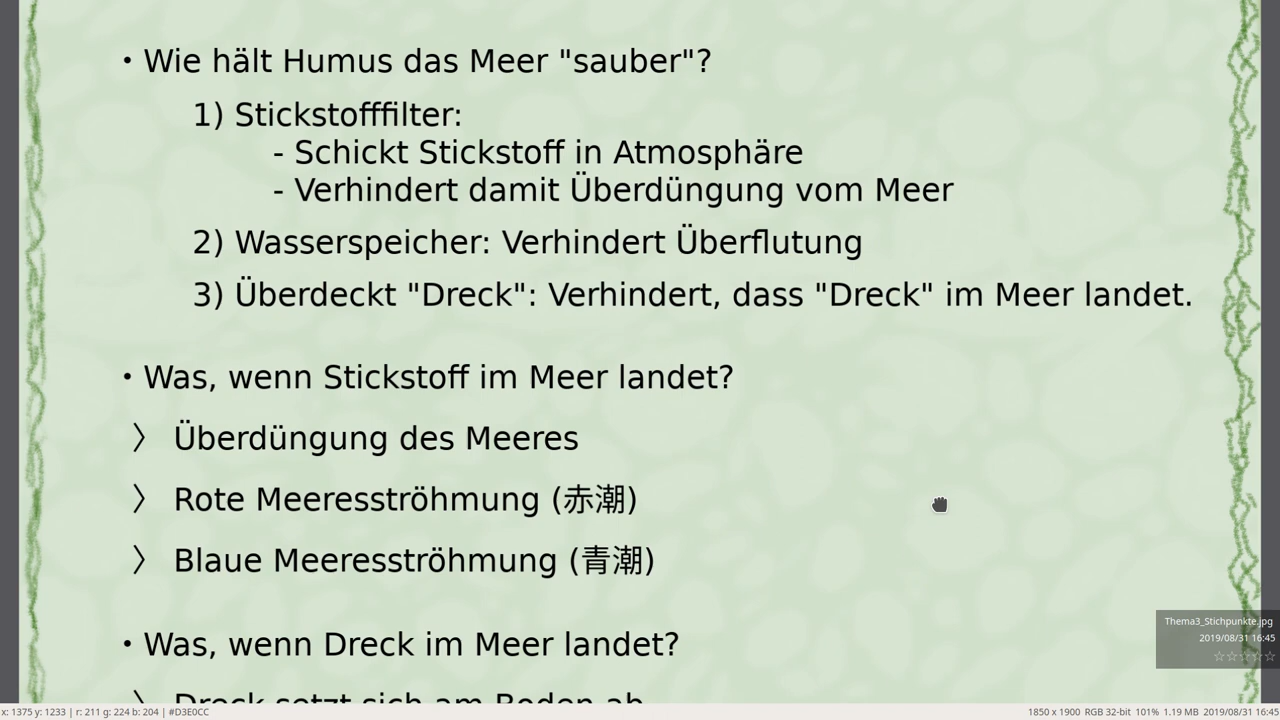 • Wie hält Humus das Meer "sauber"?
1) Stickstofffilter:
- Schickt Stickstoff in Atmosphäre
- Verhindert damit Überdüngung vom Meer
2) Wasserspeicher: Verhindert Überflutung
3) Überdeckt "Dreck": Verhindert, dass "Dreck" im Meer landet.
• Was, wenn Stickstoff im Meer landet?
〉 Überdüngung des Meeres
〉 Rote Meeresströhmung (赤潮)
〉 Blaue Meeresströhmung (青潮)
• Was, wenn Dreck im Meer landet?
〉 Dreck setzt sich am Boden ab
Thema3_Stichpunkte.jpg
2019/08/31 16:45
☆☆☆☆☆
x: 1375 y: 1233 | r: 211 g: 224 b: 204 | #D3E0CC
1850 x 1900 RGB 32-bit 101% 1.19 MB 2019/08/31 16:45